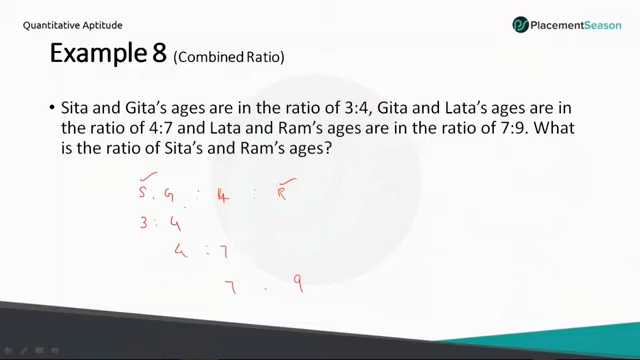 Quantitative Aptitude
PlacementSeason
Example 8 (Combined Ratio)
• Sita and Gita's ages are in the ratio of 3:4, Gita and Lata's ages are in
the ratio of 4:7 and Lata and Ram's ages are in the ratio of 7:9. What
is the ratio of Sita's and Ram's ages?
S : G : L : R
3 : 4
4 : 7
7 . 9